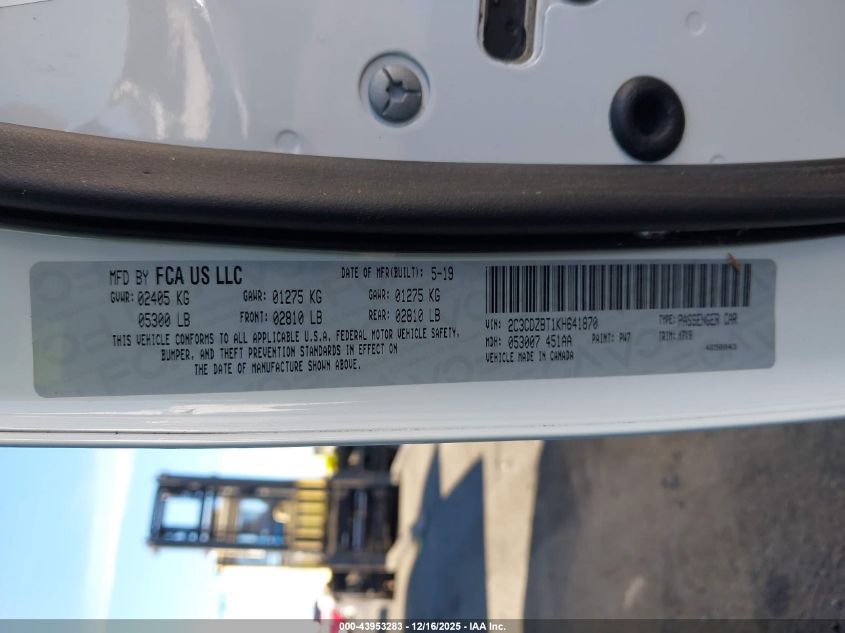 MFD BY FCA US LLC DATE OF MFR(BUILT): 5-19
GVWR: 02405 KG GAWR: 01275 KG GAWR: 01275 KG
05300 LB FRONT: 02810 LB REAR: 02810 LB
THIS VEHICLE CONFORMS TO ALL APPLICABLE U.S.A. FEDERAL MOTOR VEHICLE SAFETY,
BUMPER, AND THEFT PREVENTION STANDARDS IN EFFECT ON
THE DATE OF MANUFACTURE SHOWN ABOVE.
VIN: 2C3CDZBT1KH641870 TYPE: PASSENGER CAR
MDH: 053007 451AA PAINT: PW7 TRIM:
VEHICLE MADE IN CANADA
000-43953283 - 12/16/2025 - IAA Inc.